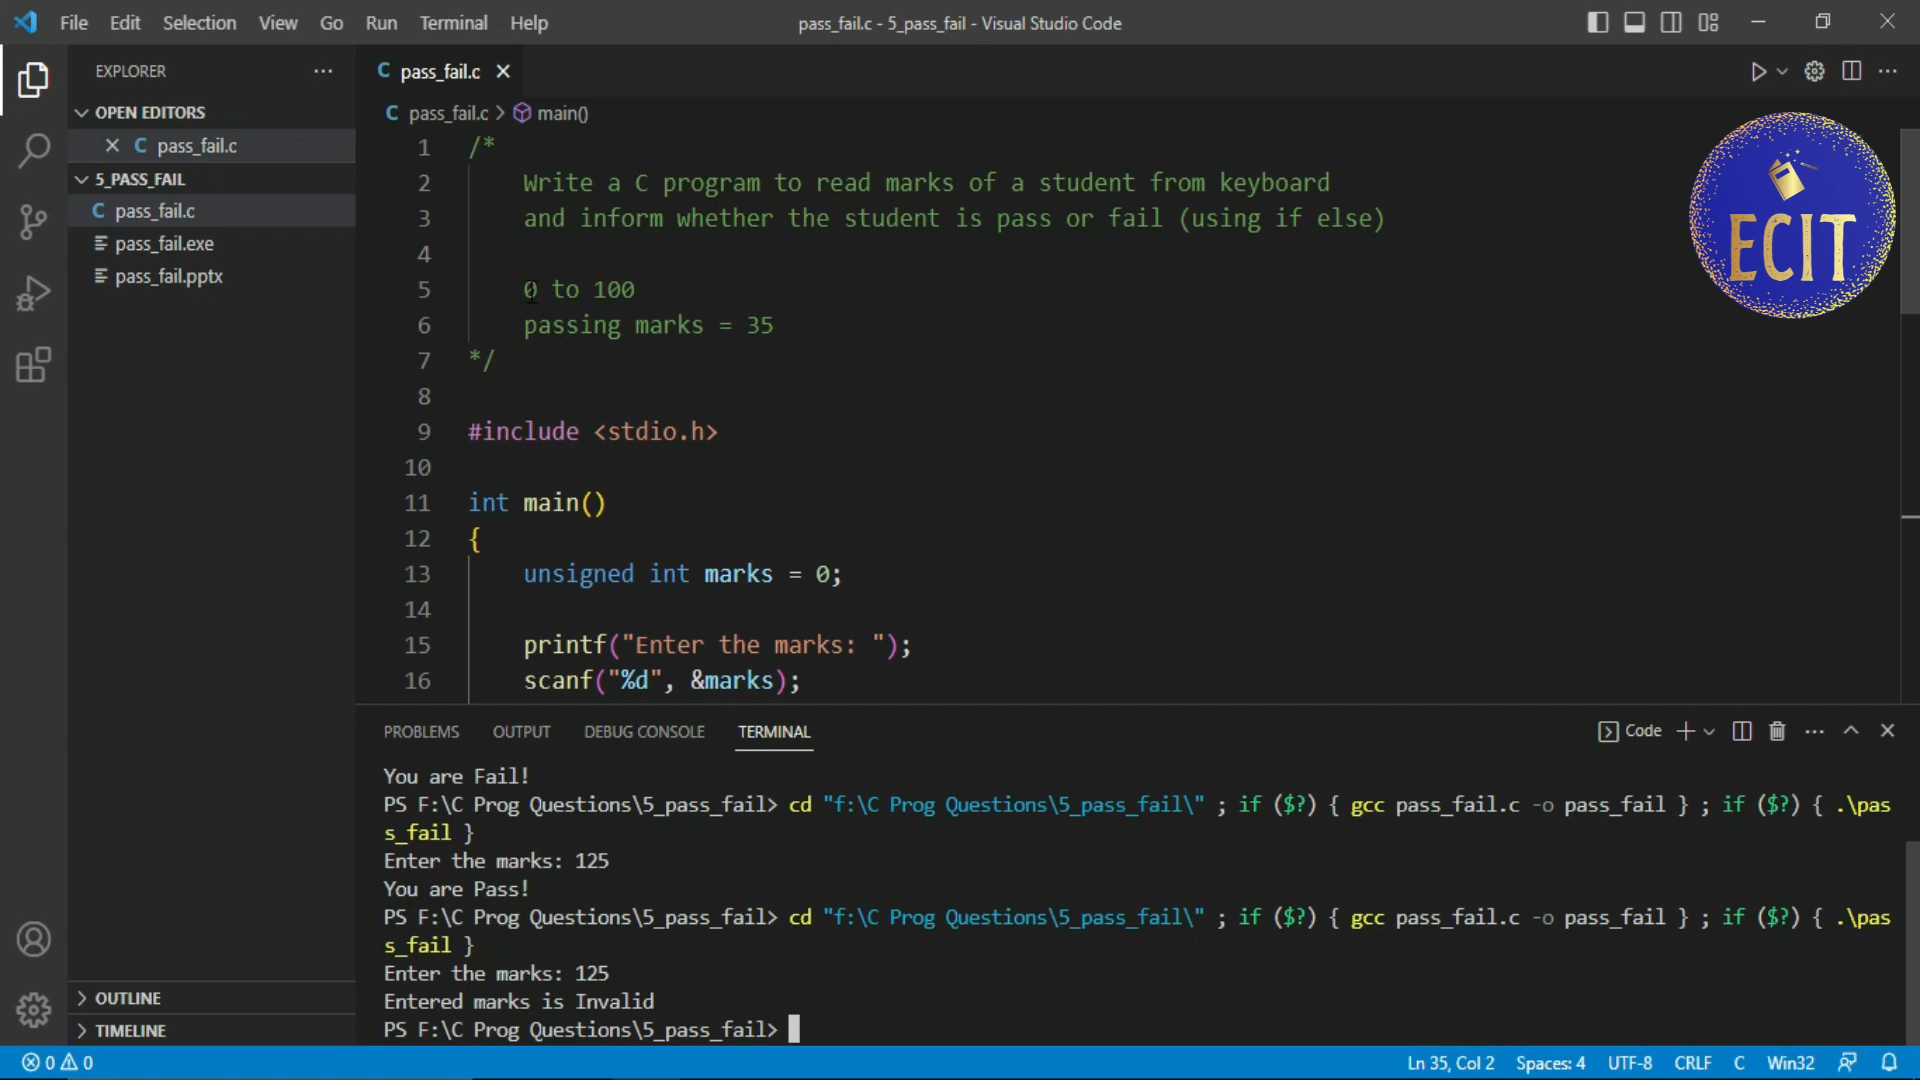 File Edit Selection View Go Run Terminal Help
pass_fail.c - 5_pass_fail - Visual Studio Code
EXPLORER
OPEN EDITORS
C pass_fail.c
5_PASS_FAIL
C pass_fail.c
pass_fail.exe
pass_fail.pptx
OUTLINE
TIMELINE
C pass_fail.c
C pass_fail.c > main()
1 /*
2 Write a C program to read marks of a student from keyboard
3 and inform whether the student is pass or fail (using if else)
4
5 0 to 100
6 passing marks = 35
7 */
8
9 #include <stdio.h>
10
11 int main()
12 {
13 unsigned int marks = 0;
14
15 printf("Enter the marks: ");
16 scanf("%d", &marks);
ECIT
PROBLEMS OUTPUT DEBUG CONSOLE TERMINAL
Code
You are Fail!
PS F:\C Prog Questions\5_pass_fail> cd "f:\C Prog Questions\5_pass_fail\" ; if ($?) { gcc pass_fail.c -o pass_fail } ; if ($?) { .\pas
s_fail }
Enter the marks: 125
You are Pass!
PS F:\C Prog Questions\5_pass_fail> cd "f:\C Prog Questions\5_pass_fail\" ; if ($?) { gcc pass_fail.c -o pass_fail } ; if ($?) { .\pas
s_fail }
Enter the marks: 125
Entered marks is Invalid
PS F:\C Prog Questions\5_pass_fail>
0 0
Ln 35, Col 2 Spaces: 4 UTF-8 CRLF C Win32